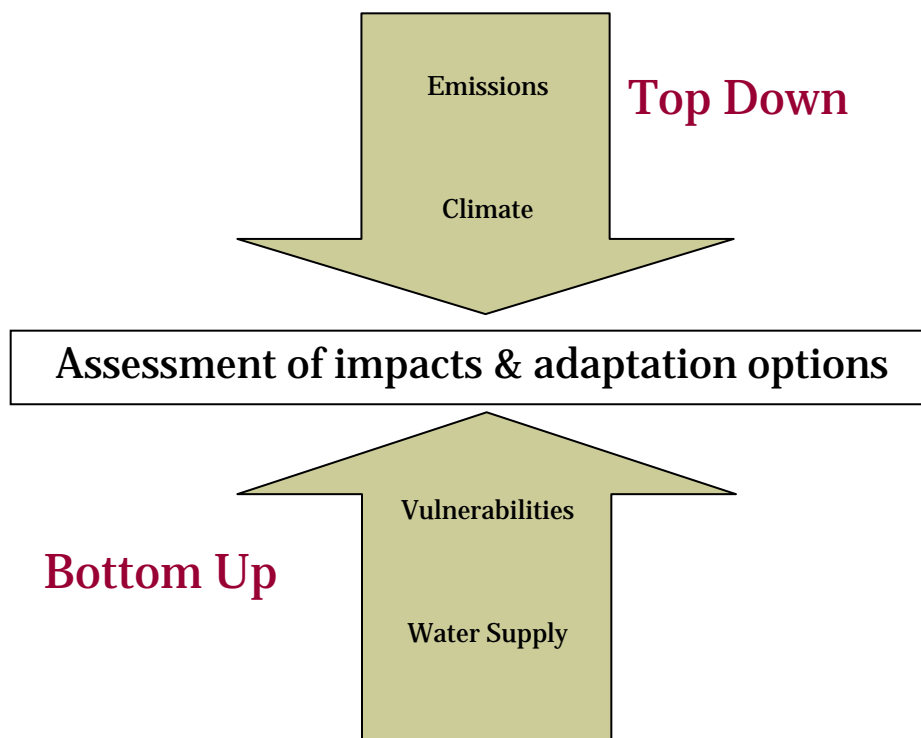 Emissions
Top Down
Climate
Assessment of impacts & adaptation options
Vulnerabilities
Bottom Up
Water Supply